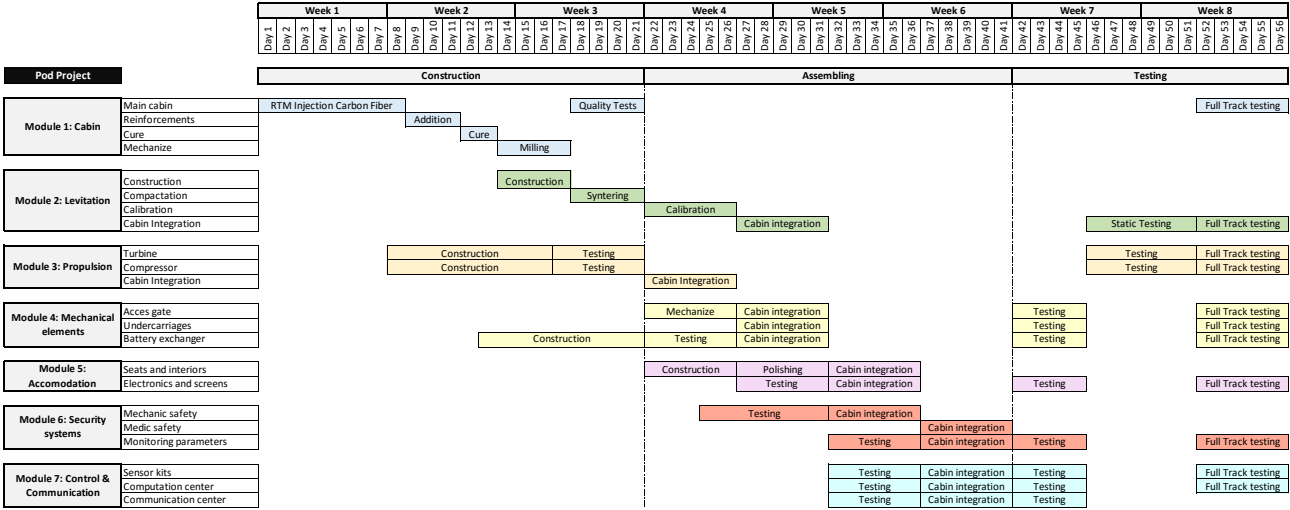 Week 1 Week 2 Week 3 Week 4 Week 5 Week 6 Week 7 Week 8
Day 1 Day 2 Day 3 Day 4 Day 5 Day 6 Day 7 Day 8 Day 9 Day 10 Day 11 Day 12 Day 13 Day 14 Day 15 Day 16 Day 17 Day 18 Day 19 Day 20 Day 21 Day 22 Day 23 Day 24 Day 25 Day 26 Day 27 Day 28 Day 29 Day 30 Day 31 Day 32 Day 33 Day 34 Day 35 Day 36 Day 37 Day 38 Day 39 Day 40 Day 41 Day 42 Day 43 Day 44 Day 45 Day 46 Day 47 Day 48 Day 49 Day 50 Day 51 Day 52 Day 53 Day 54 Day 55 Day 56
Pod Project Construction Assembling Testing
Module 1: Cabin
Main cabin RTM Injection Carbon Fiber Quality Tests Full Track testing
Reinforcements Addition
Cure Cure
Mechanize Milling
Module 2: Levitation
Construction Construction
Compactation Syntering
Calibration Calibration
Cabin Integration Cabin integration Static Testing Full Track testing
Module 3: Propulsion
Turbine Construction Testing Testing Full Track testing
Compressor Construction Testing Testing Full Track testing
Cabin Integration Cabin Integration
Module 4: Mechanical
elements
Acces gate Mechanize Cabin integration Testing Full Track testing
Undercarriages Cabin integration Testing Full Track testing
Battery exchanger Construction Testing Cabin integration Testing Full Track testing
Module 5:
Accomodation
Seats and interiors Construction Polishing Cabin integration
Electronics and screens Testing Cabin integration Testing Full Track testing
Module 6: Security
systems
Mechanic safety Testing Cabin integration
Medic safety Cabin integration
Monitoring parameters Testing Cabin integration Testing Full Track testing
Module 7: Control &
Communication
Sensor kits Testing Cabin integration Testing Full Track testing
Computation center Testing Cabin integration Testing Full Track testing
Communication center Testing Cabin integration Testing